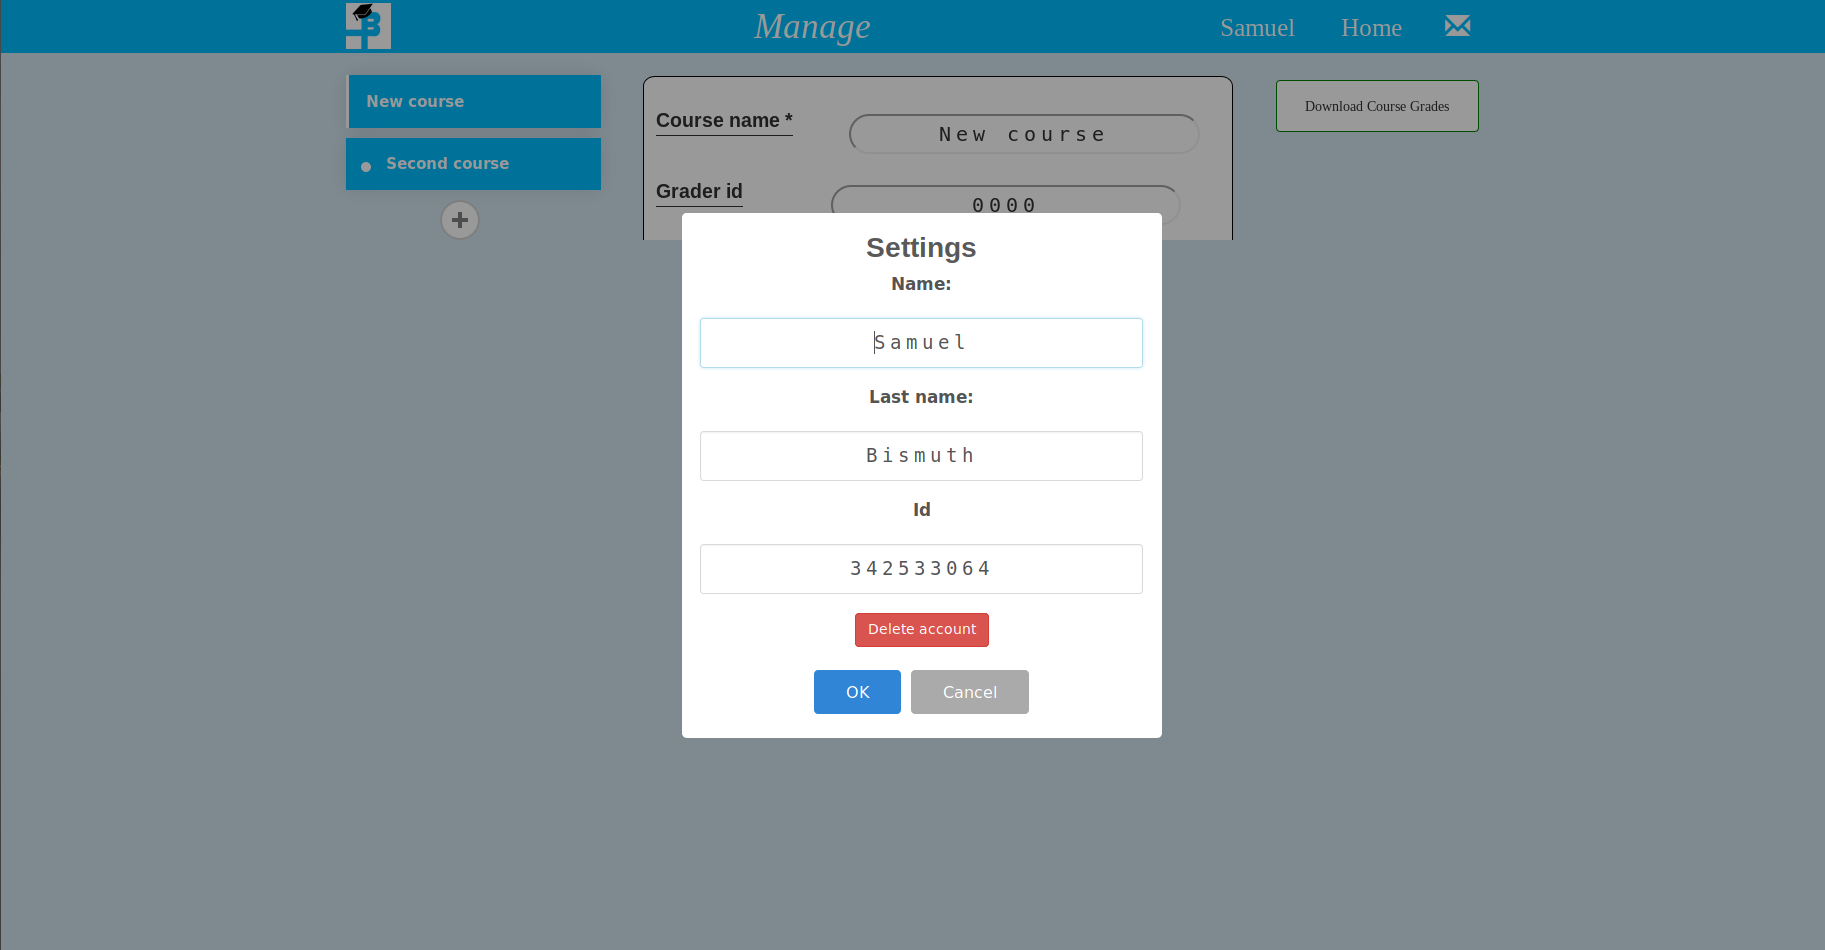 B
Manage
Samuel
Home
New course
Second course
Course name *
New course
Grader id
0000
Download Course Grades
Settings
Name:
Samuel
Last name:
Bismuth
Id
342533064
Delete account
OK
Cancel